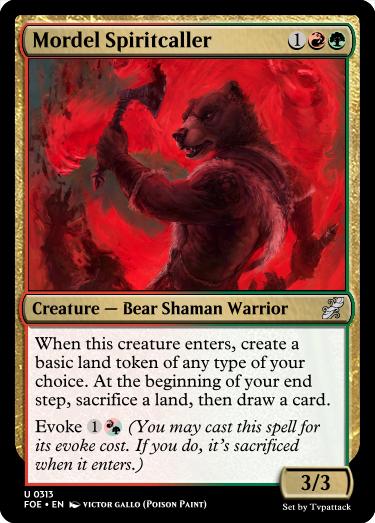 Mordel Spiritcaller 1
Creature — Bear Shaman Warrior
When this creature enters, create a
basic land token of any type of your
choice. At the beginning of your end
step, sacrifice a land, then draw a card.
Evoke 1 (You may cast this spell for
its evoke cost. If you do, it's sacrificed
when it enters.)
3/3
U 0313
FOE • EN VICTOR GALLO (POISON PAINT)
Set by Tvpattack